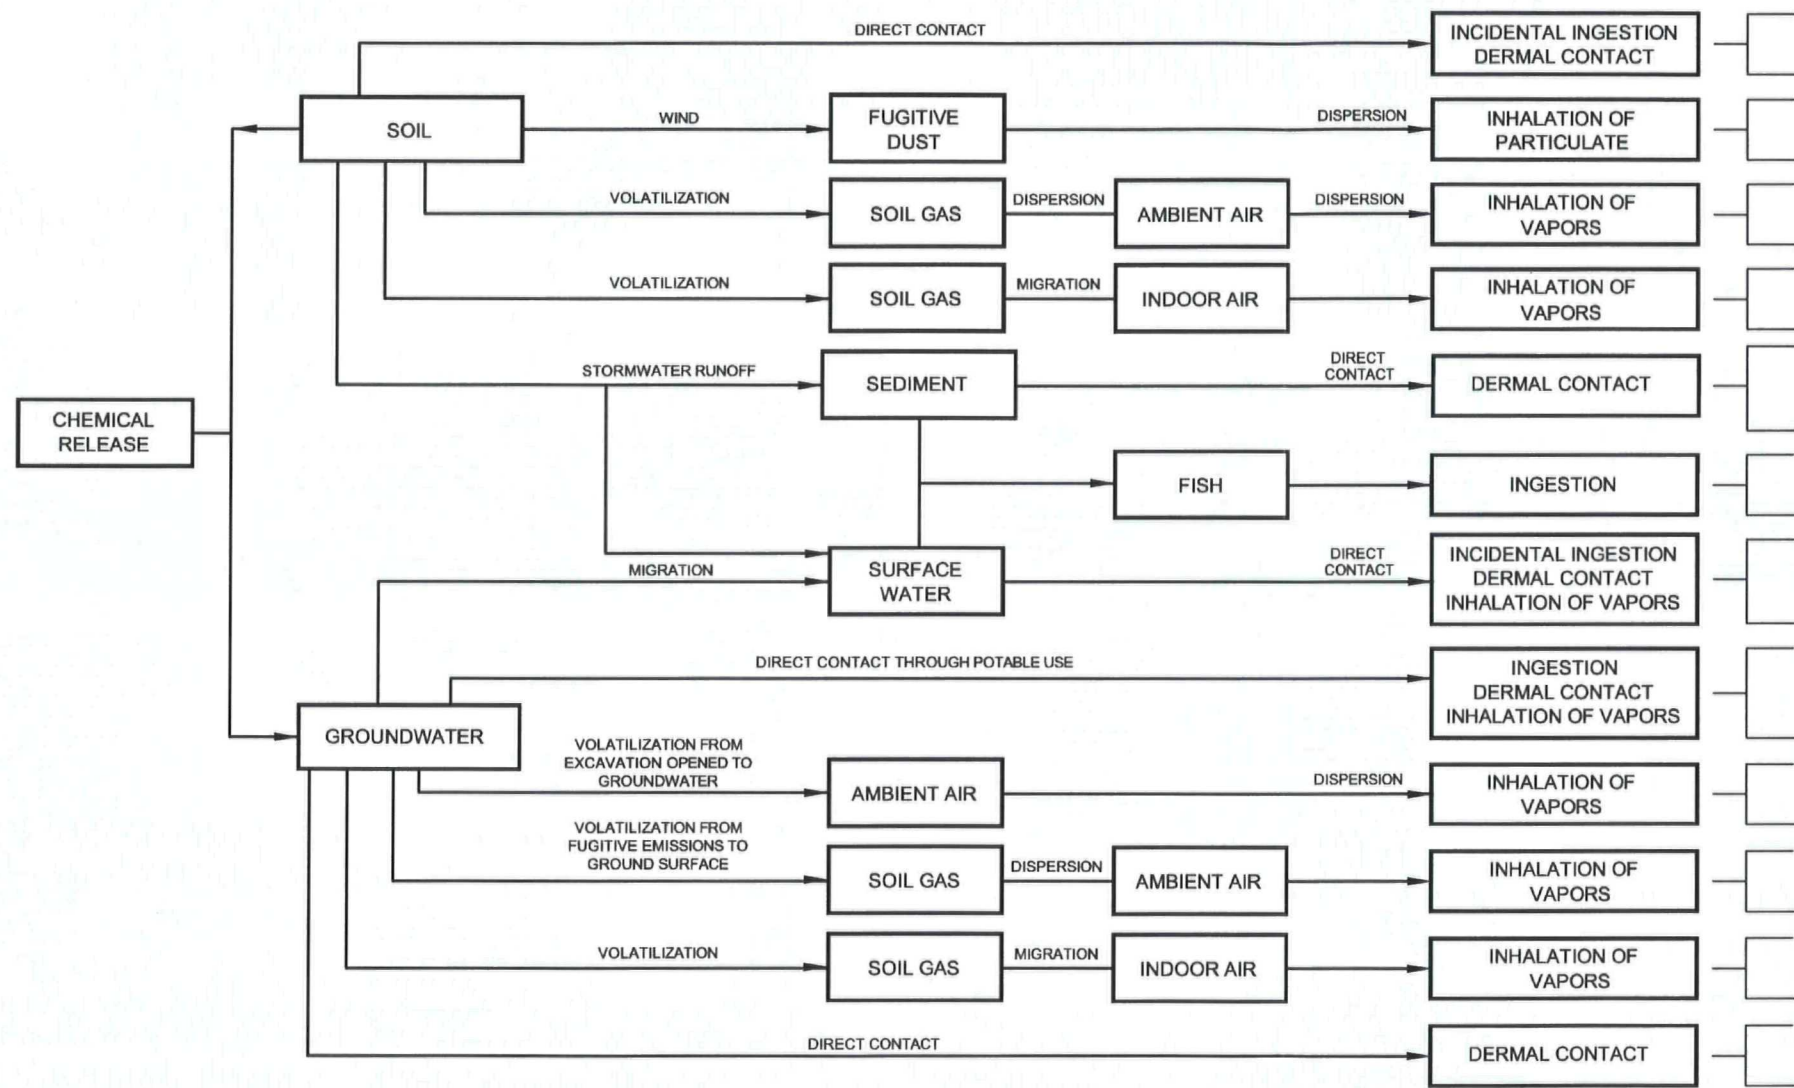 DIRECT CONTACT
INCIDENTAL INGESTION
DERMAL CONTACT
SOIL
WIND
FUGITIVE
DUST
DISPERSION
INHALATION OF
PARTICULATE
VOLATILIZATION
SOIL GAS
DISPERSION
AMBIENT AIR
DISPERSION
INHALATION OF
VAPORS
VOLATILIZATION
SOIL GAS
MIGRATION
INDOOR AIR
INHALATION OF
VAPORS
STORMWATER RUNOFF
SEDIMENT
DIRECT
CONTACT
DERMAL CONTACT
CHEMICAL
RELEASE
FISH
INGESTION
MIGRATION
SURFACE
WATER
DIRECT
CONTACT
INCIDENTAL INGESTION
DERMAL CONTACT
INHALATION OF VAPORS
DIRECT CONTACT THROUGH POTABLE USE
INGESTION
DERMAL CONTACT
INHALATION OF VAPORS
GROUNDWATER
VOLATILIZATION FROM
EXCAVATION OPENED TO
GROUNDWATER
AMBIENT AIR
DISPERSION
INHALATION OF
VAPORS
VOLATILIZATION FROM
FUGITIVE EMISSIONS TO
GROUND SURFACE
SOIL GAS
DISPERSION
AMBIENT AIR
INHALATION OF
VAPORS
VOLATILIZATION
SOIL GAS
MIGRATION
INDOOR AIR
INHALATION OF
VAPORS
DIRECT CONTACT
DERMAL CONTACT